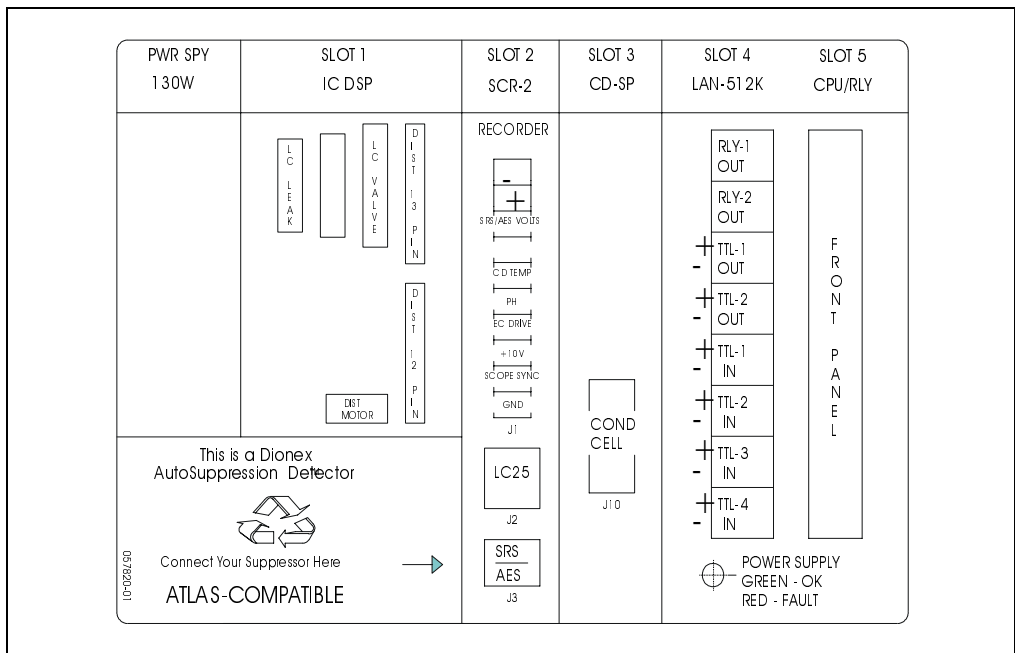 PWR SPY
130W
SLOT 1
IC DSP
SLOT 2
SCR-2
SLOT 3
CD-SP
SLOT 4
LAN-512K
SLOT 5
CPU/RLY
LC LEAK
LC VALVE
DIST 13 PIN
DIST 12 PIN
DIST
MOTOR
RECORDER
-
+
SRS/AES VOLTS
CD TEMP
PH
EC DRIVE
+10V
SCOPE SYNC
GND
J1
LC25
J2
SRS
AES
J3
COND
CELL
J10
RLY-1
OUT
RLY-2
OUT
+ TTL-1
- OUT
+ TTL-2
- OUT
+ TTL-1
- IN
+ TTL-2
- IN
+ TTL-3
- IN
+ TTL-4
- IN
FRONT PANEL
POWER SUPPLY
GREEN - OK
RED - FAULT
This is a Dionex
AutoSuppression Detector
Connect Your Suppressor Here
ATLAS-COMPATIBLE
057820-01